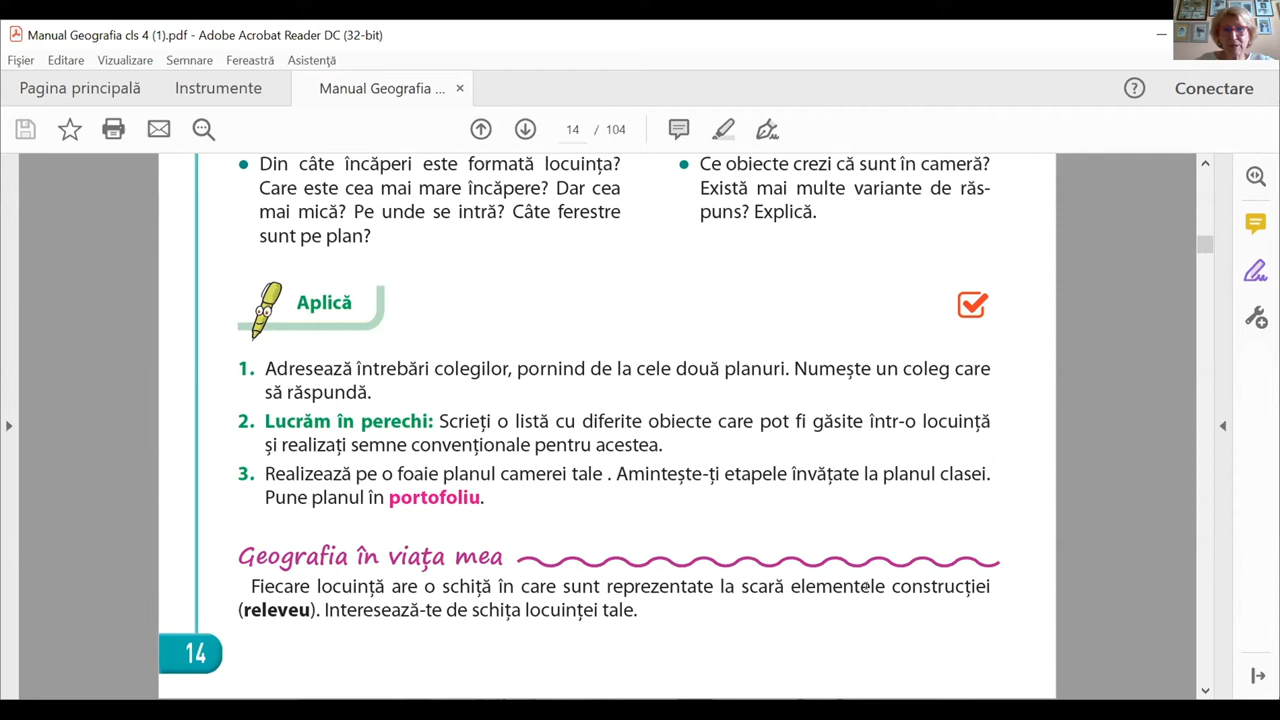 Manual Geografia cls 4 (1).pdf - Adobe Acrobat Reader DC (32-bit)
Fișier Editare Vizualizare Semnare Fereastră Asistență
Pagina principală Instrumente Manual Geografia ... × Conectare
14 / 104
Din câte încăperi este formată locuința?
Care este cea mai mare încăpere? Dar cea
mai mică? Pe unde se intră? Câte ferestre
sunt pe plan?
Ce obiecte crezi că sunt în cameră?
Există mai multe variante de răs-
puns? Explică.
Aplică
1. Adresează întrebări colegilor, pornind de la cele două planuri. Numește un coleg care
să răspundă.
2. Lucrăm în perechi: Scrieți o listă cu diferite obiecte care pot fi găsite într-o locuință
și realizați semne convenționale pentru acestea.
3. Realizează pe o foaie planul camerei tale . Amintește-ți etapele învățate la planul clasei.
Pune planul în portofoliu.
Geografia în viața mea
Fiecare locuință are o schiță în care sunt reprezentate la scară elementele construcției
(releveu). Interesează-te de schița locuinței tale.
14